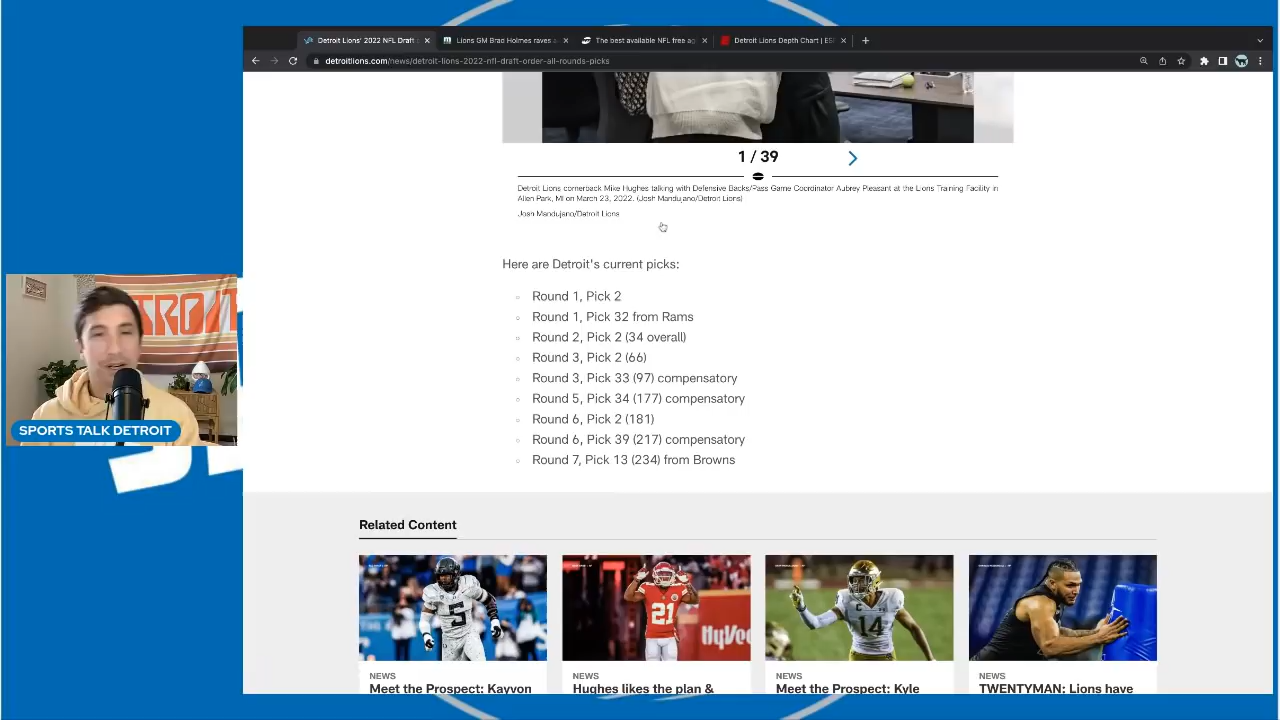 Detroit Lions' 2022 NFL Draft
Lions GM Brad Holmes raves a
The best available NFL free ag
Detroit Lions Depth Chart | ES
detroitlions.com/news/detroit-lions-2022-nfl-draft-order-all-rounds-picks
1 / 39
Detroit Lions cornerback Mike Hughes talking with Defensive Backs/Pass Game Coordinator Aubrey Pleasant at the Lions Training Facility in
Allen Park, MI on March 23, 2022. (Josh Mandujano/Detroit Lions)
Josh Mandujano/Detroit Lions
Here are Detroit's current picks:
Round 1, Pick 2
Round 1, Pick 32 from Rams
Round 2, Pick 2 (34 overall)
Round 3, Pick 2 (66)
Round 3, Pick 33 (97) compensatory
Round 5, Pick 34 (177) compensatory
Round 6, Pick 2 (181)
Round 6, Pick 39 (217) compensatory
Round 7, Pick 13 (234) from Browns
SPORTS TALK DETROIT
Related Content
5
21
HyVee
14
NEWS
Meet the Prospect: Kayvon
NEWS
Hughes likes the plan &
NEWS
Meet the Prospect: Kyle
NEWS
TWENTYMAN: Lions have